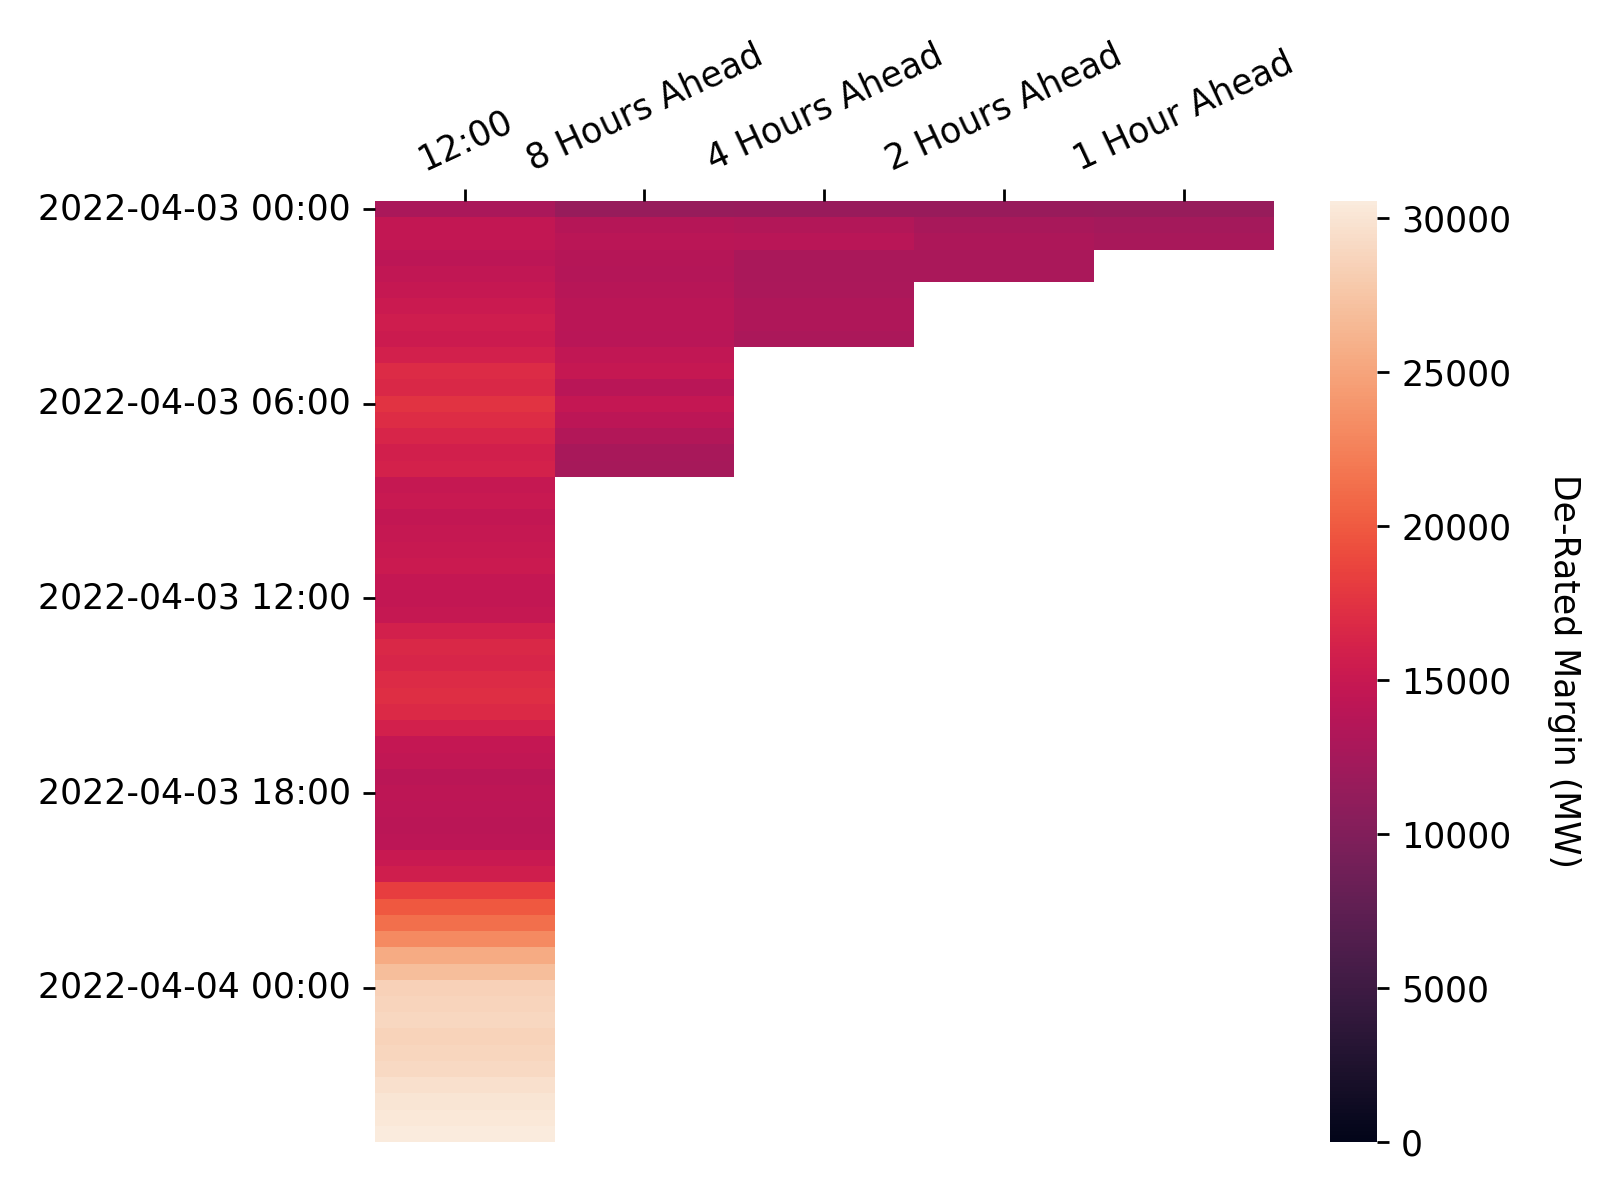 12:00
8 Hours Ahead
4 Hours Ahead
2 Hours Ahead
1 Hour Ahead
2022-04-03 00:00
2022-04-03 06:00
2022-04-03 12:00
2022-04-03 18:00
2022-04-04 00:00
30000
25000
20000
15000
10000
5000
0
De-Rated Margin (MW)